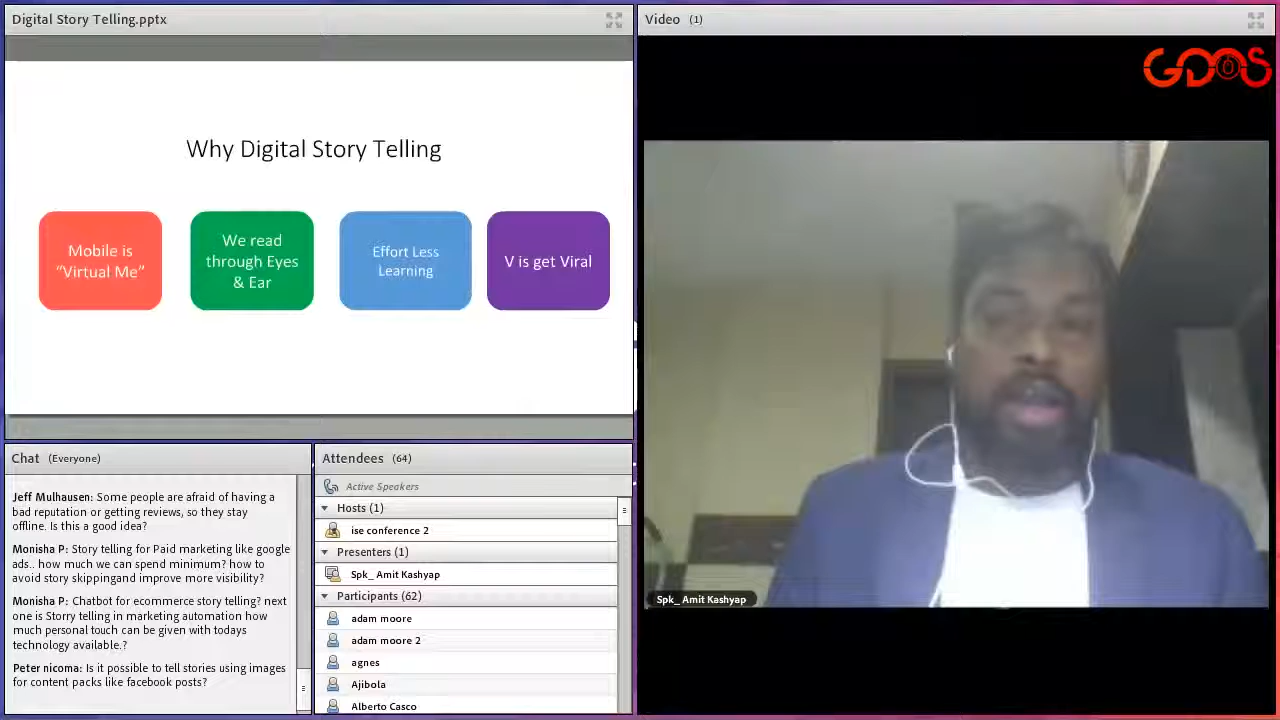 Digital Story Telling.pptx
Why Digital Story Telling
Mobile is
“Virtual Me”
We read
through Eyes
& Ear
Effort Less
Learning
V is get Viral
Chat (Everyone)
Jeff Mulhausen: Some people are afraid of having a
bad reputation or getting reviews, so they stay
offline. Is this a good idea?
Monisha P: Story telling for Paid marketing like google
ads.. how much we can spend minimum? how to
avoid story skippingand improve more visibility?
Monisha P: Chatbot for ecommerce story telling? next
one is Storry telling in marketing automation how
much personal touch can be given with todays
technology available.?
Peter nicoma: Is it possible to tell stories using images
for content packs like facebook posts?
Attendees (64)
Active Speakers
Hosts (1)
ise conference 2
Presenters (1)
Spk_ Amit Kashyap
Participants (62)
adam moore
adam moore 2
agnes
Ajibola
Alberto Casco
Video (1)
GDOS
Spk_ Amit Kashyap